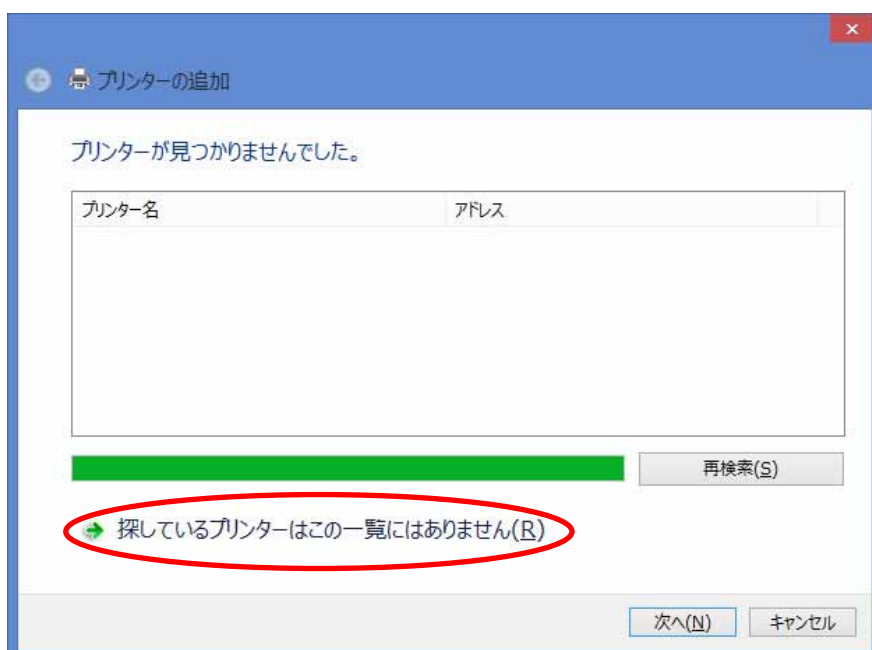 プリンターの追加
プリンターが見つかりませんでした。
プリンター名 アドレス
再検索(S)
探しているプリンターはこの一覧にはありません(R)
次へ(N) キャンセル